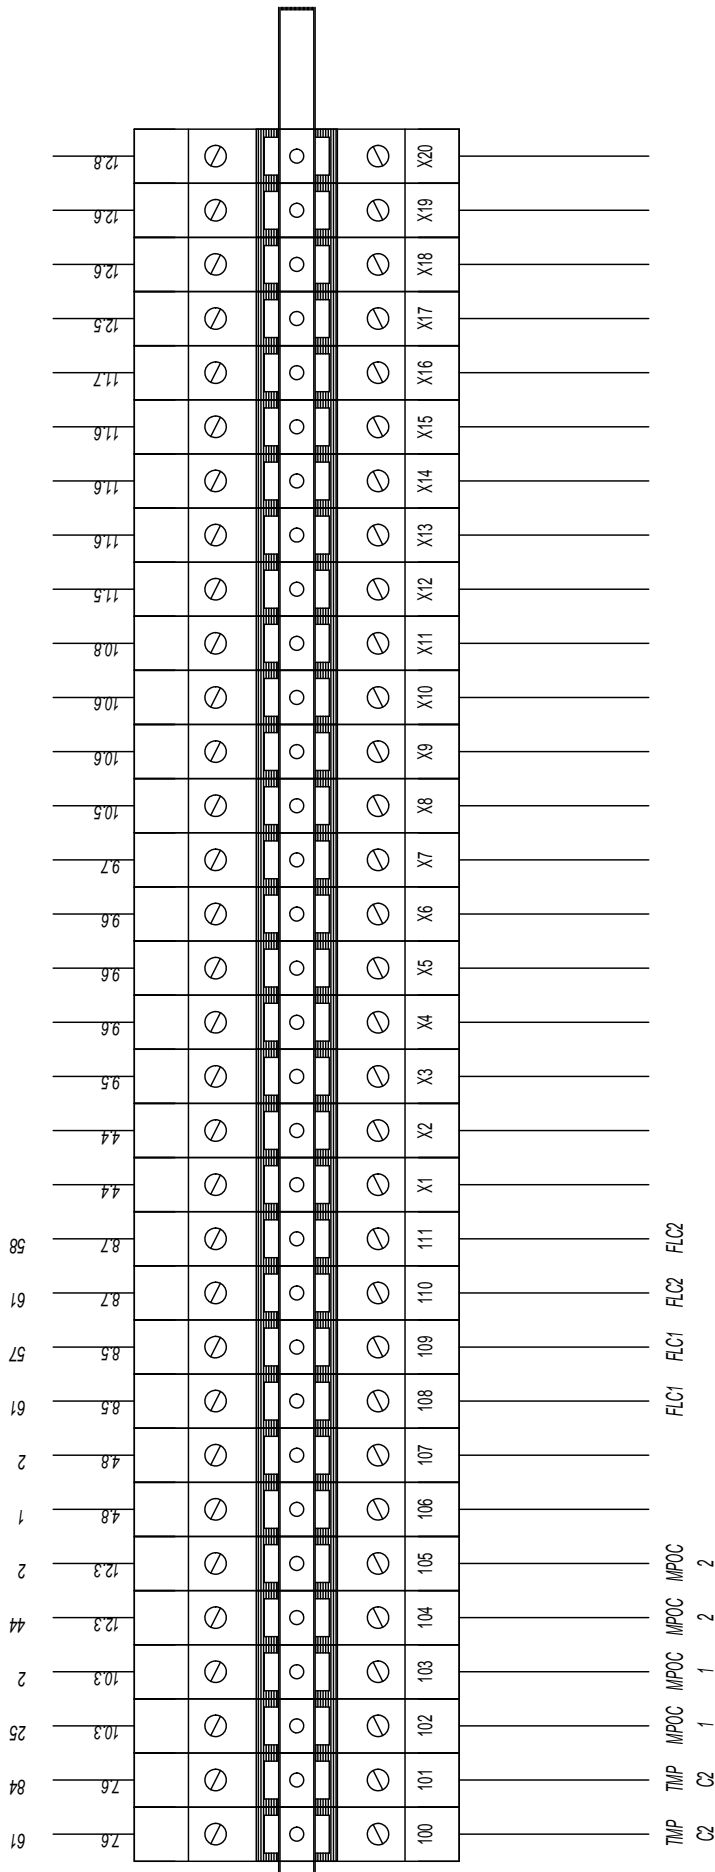 12.8 X20
12.6 X19
12.6 X18
12.5 X17
11.7 X16
11.6 X15
11.6 X14
11.6 X13
11.5 X12
10.8 X11
10.6 X10
10.6 X9
10.5 X8
9.7 X7
9.6 X6
9.6 X5
9.6 X4
9.5 X3
4.4 X2
4.4 X1
58 8.7 111 FLC2
61 8.7 110 FLC2
57 8.5 109 FLC1
61 8.5 108 FLC1
2 4.8 107
1 4.8 106
2 12.3 105 MPOC 2
44 12.3 104 MPOC 2
2 10.3 103 MPOC 1
25 10.3 102 MPOC 1
84 7.6 101 TMP C2
61 7.6 100 TMP C2